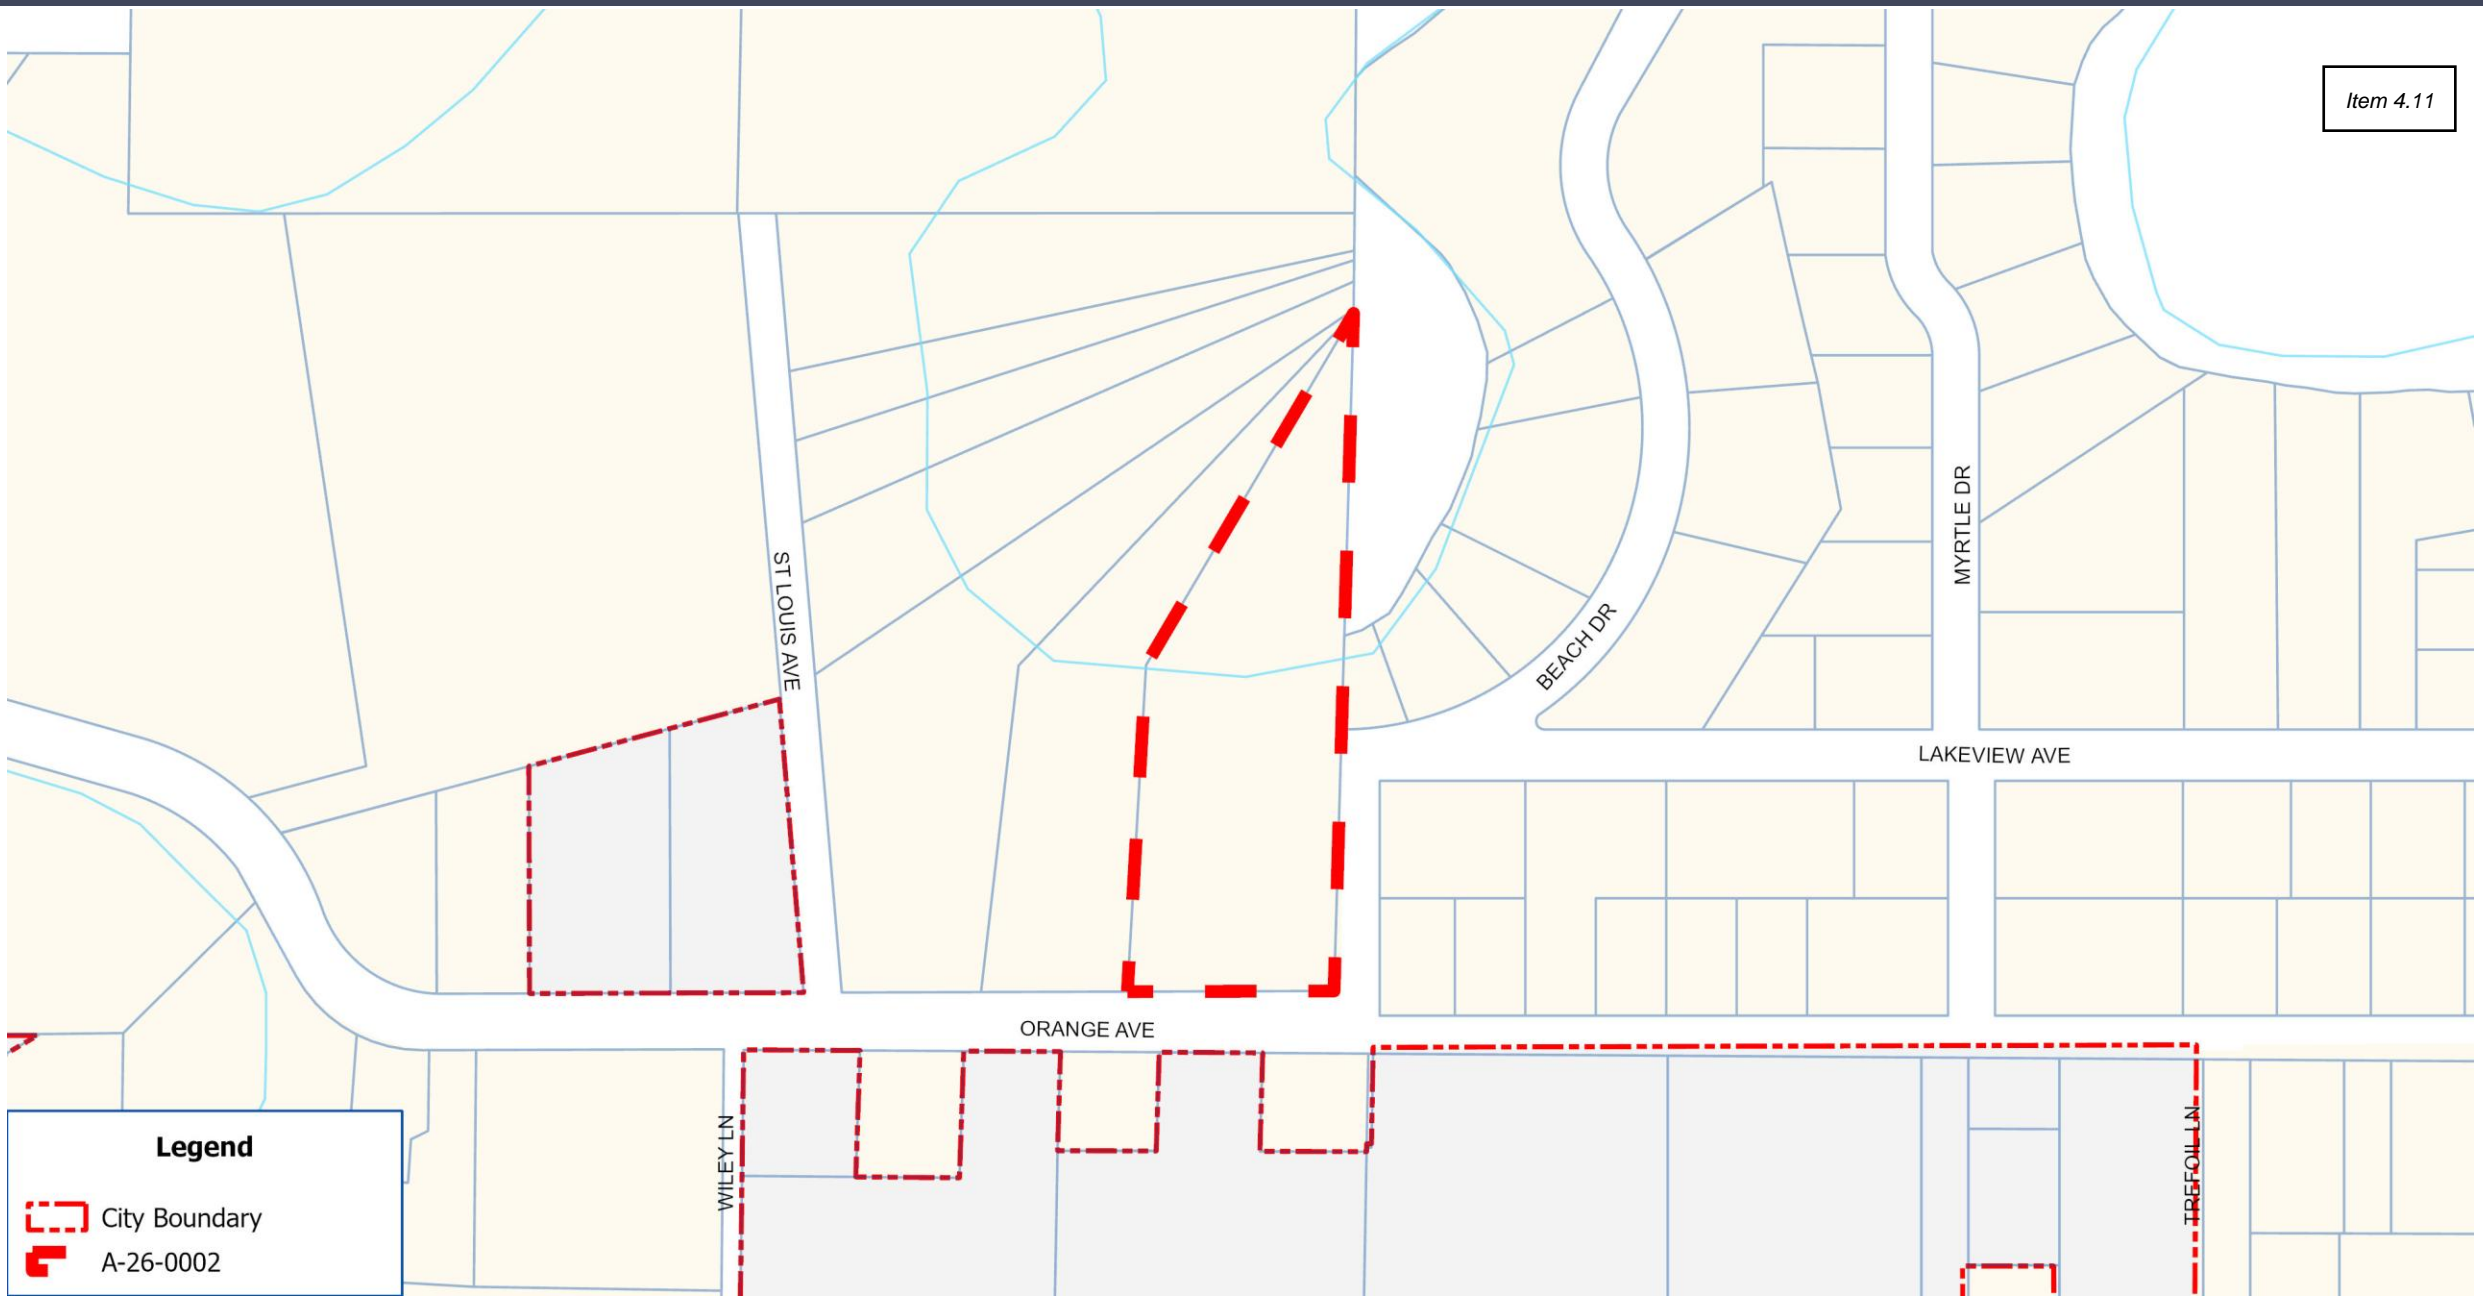 Item 4.11
MYRTLE DR
ST LOUIS AVE
BEACH DR
LAKEVIEW AVE
ORANGE AVE
WILEY LN
TREFOIL LN
Legend
City Boundary
A-26-0002